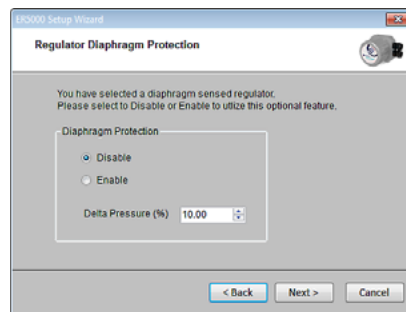 ER5000 Setup Wizard
Regulator Diaphragm Protection
You have selected a diaphragm sensed regulator.
Please select to Disable or Enable to utlize this optional feature.
Diaphragm Protection
Disable
Enable
Delta Pressure (%) 10.00
< Back Next > Cancel